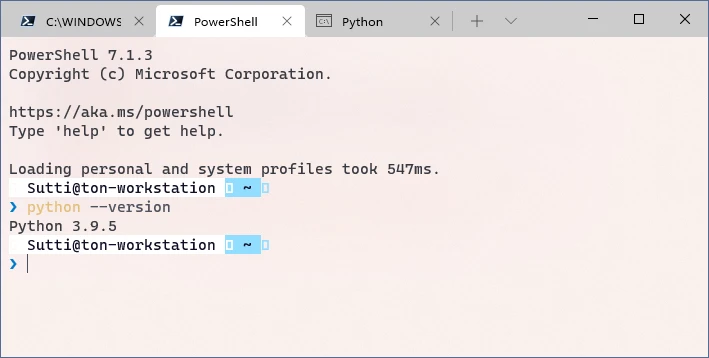 C:\WINDOWS
PowerShell
Python
PowerShell 7.1.3
Copyright (c) Microsoft Corporation.
https://aka.ms/powershell
Type 'help' to get help.
Loading personal and system profiles took 547ms.
Sutti@ton-workstation ~
❯ python --version
Python 3.9.5
Sutti@ton-workstation ~
❯